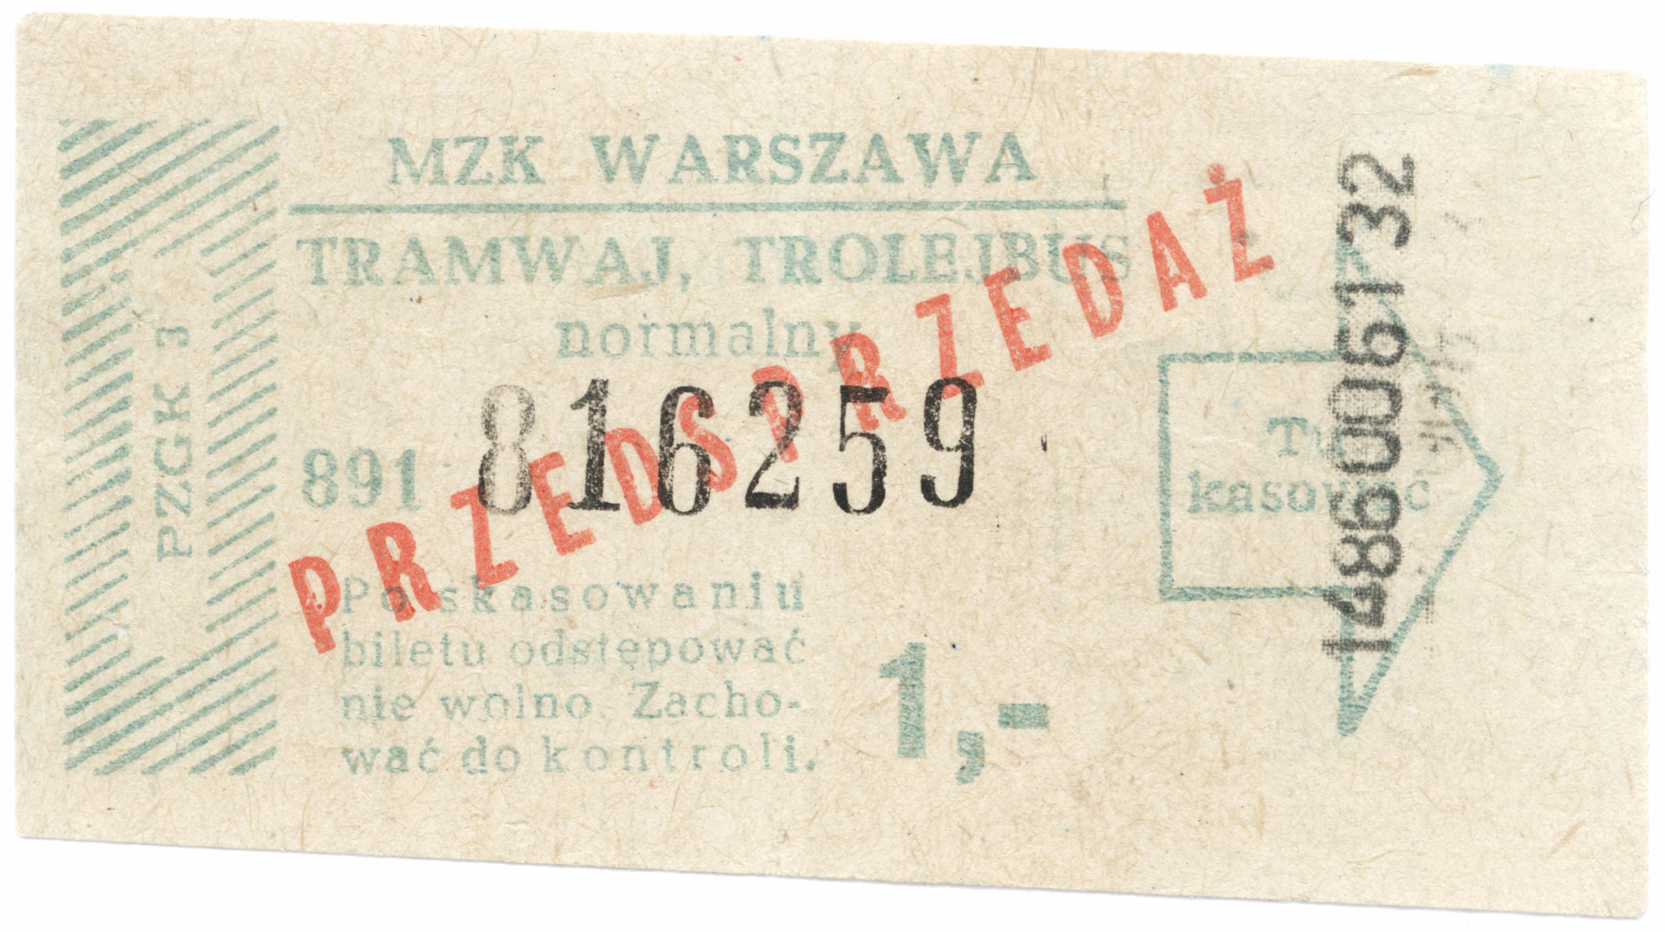 MZK WARSZAWA
TRAMWAJ, TROLEJBUS
normalny
891 816259
PRZEDSPRZEDAŻ
Po skasowaniu
biletu odstępować
nie wolno. Zacho-
wać do kontroli.
1,-
PZGK 3
Tu
kasować
14860061732